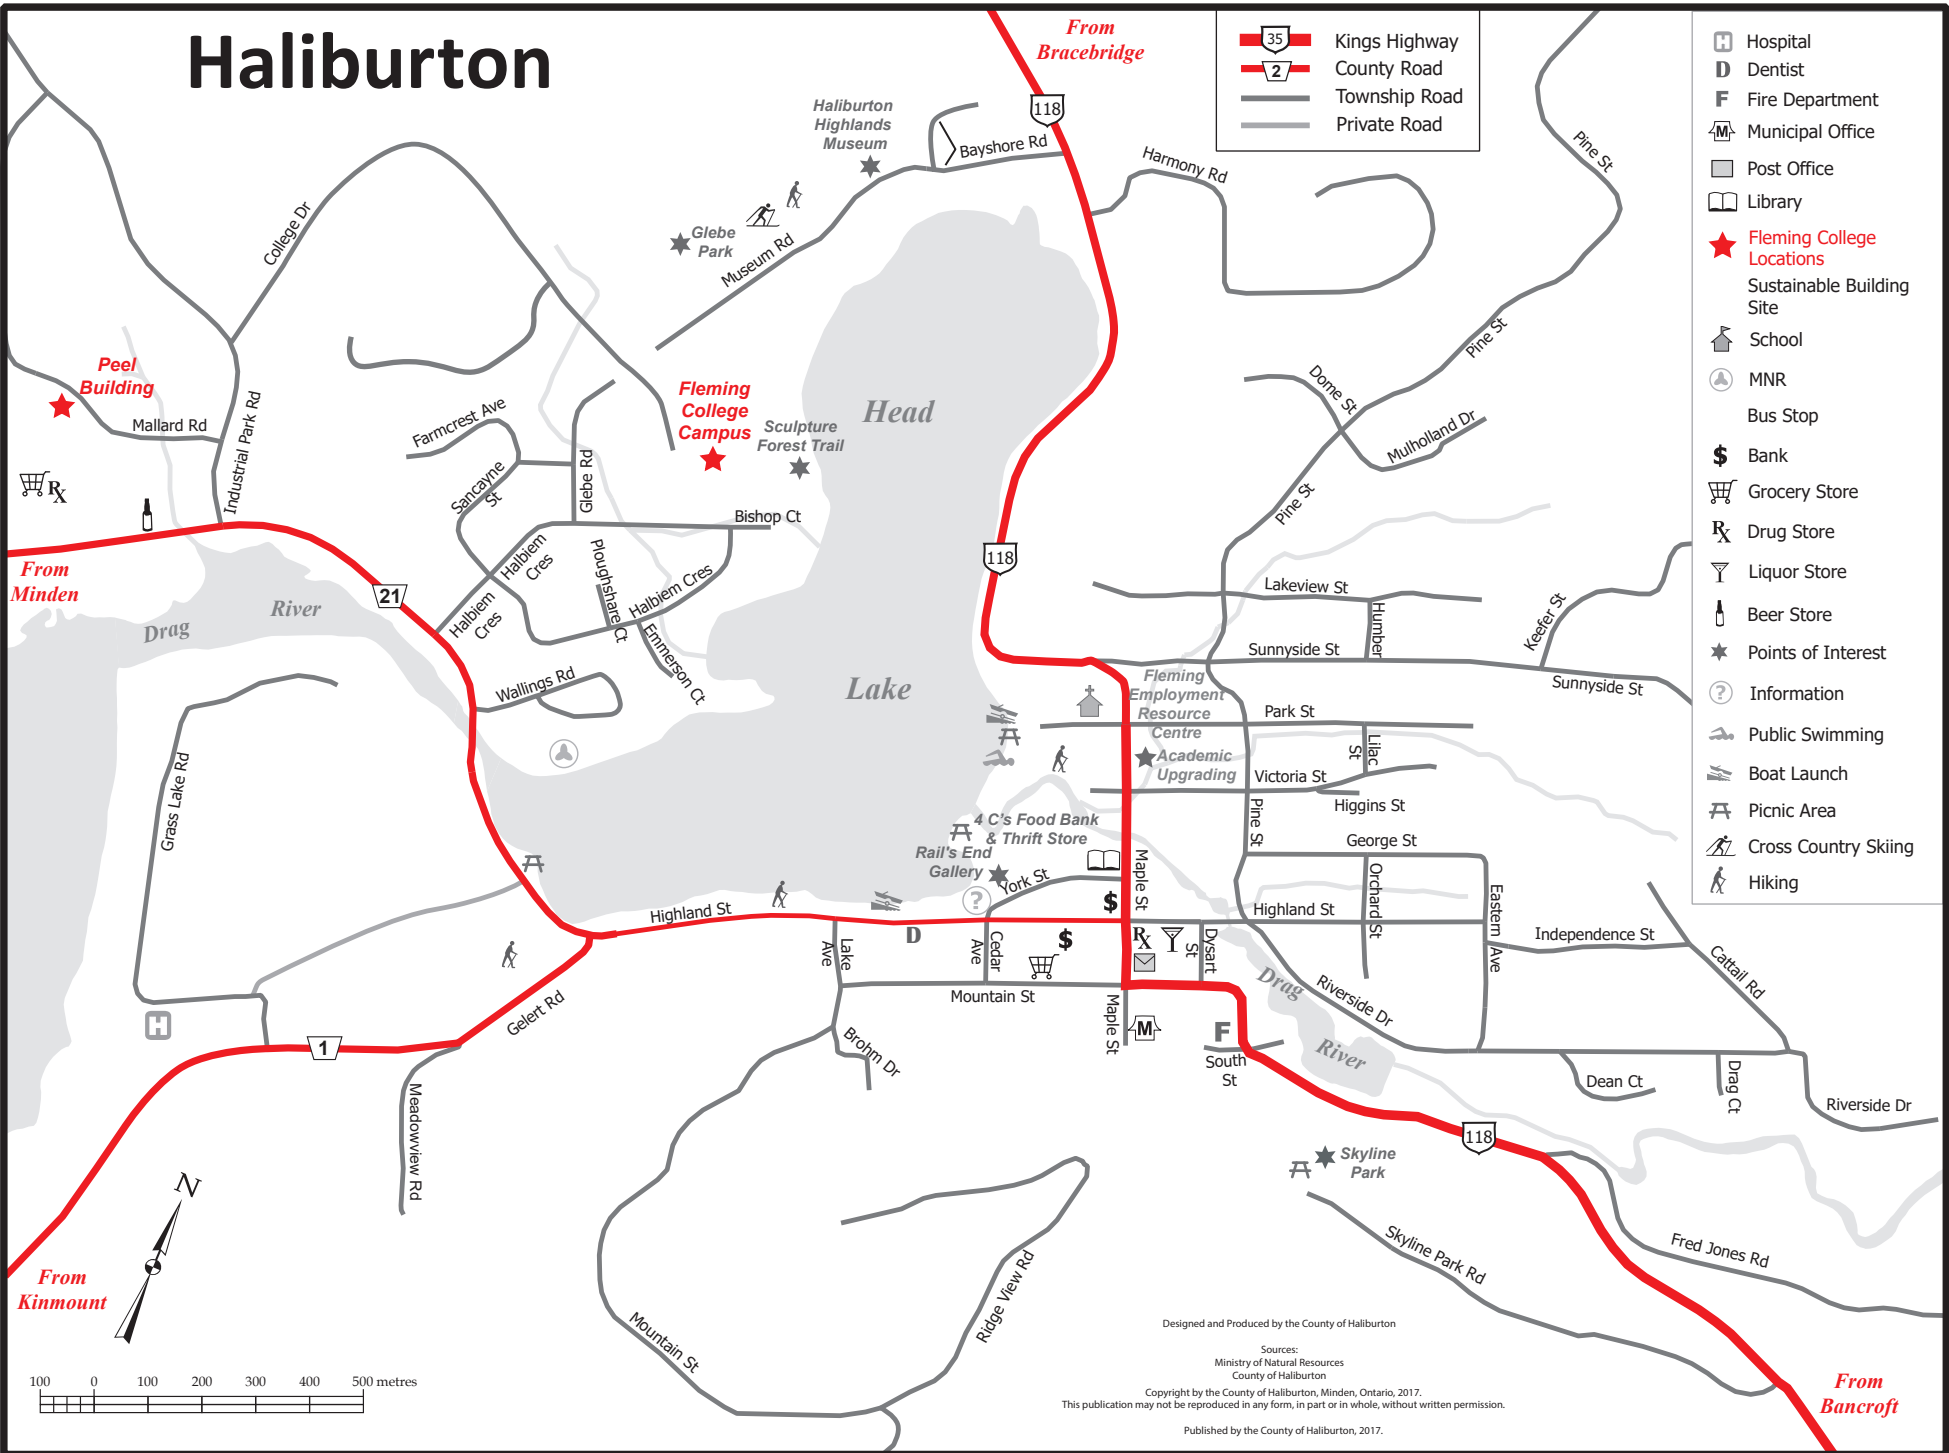 Haliburton
From
Bracebridge
118
35
Kings Highway
2
County Road
Township Road
Private Road
H
Hospital
D
Dentist
F
Fire Department
M
Municipal Office
Post Office
Library
Fleming College
Locations
Sustainable Building
Site
School
MNR
Bus Stop
$
Bank
Grocery Store
Rx
Drug Store
Liquor Store
Beer Store
Points of Interest
?
Information
Public Swimming
Boat Launch
Picnic Area
Cross Country Skiing
Hiking
Haliburton
Highlands
Museum
Bayshore Rd
Harmony Rd
Pine St
College Dr
Glebe
Park
Museum Rd
Pine St
Peel
Building
Mallard Rd
Industrial Park Rd
Farmcrest Ave
Sancayne
St
Glebe Rd
Fleming
College
Campus
Sculpture
Forest Trail
Head
Dome St
Mulholland Dr
Pine St
Rx
Bishop Ct
Halbiem
Cres
Ploughshare Ct
Halbiem Cres
Halbiem
Cres
Emmerson Ct
118
From
Minden
21
River
Drag
Lakeview St
Humber
Keefer St
Sunnyside St
Sunnyside St
Wallings Rd
Lake
Fleming
Employment
Resource
Centre
Academic
Upgrading
Park St
Lilac
St
Victoria St
Higgins St
Grass Lake Rd
4 C's Food Bank
& Thrift Store
Rail's End
Gallery
York St
?
Maple St
Pine St
George St
Orchard St
Eastern
Ave
$
Highland St
Highland St
D
Lake
Ave
Cedar
Ave
$
Rx
Dysart
St
Independence St
Cattail Rd
Mountain St
Drag
Riverside Dr
H
Gelert Rd
1
Brohm Dr
Maple St
M
F
South
St
River
Dean Ct
Drag Ct
Riverside Dr
Meadowview Rd
118
Skyline
Park
Skyline Park Rd
Fred Jones Rd
N
From
Kinmount
Mountain St
Ridge View Rd
From
Bancroft
100 0 100 200 300 400 500 metres
Designed and Produced by the County of Haliburton
Sources:
Ministry of Natural Resources
County of Haliburton
Copyright by the County of Haliburton, Minden, Ontario, 2017.
This publication may not be reproduced in any form, in part or in whole, without written permission.
Published by the County of Haliburton, 2017.